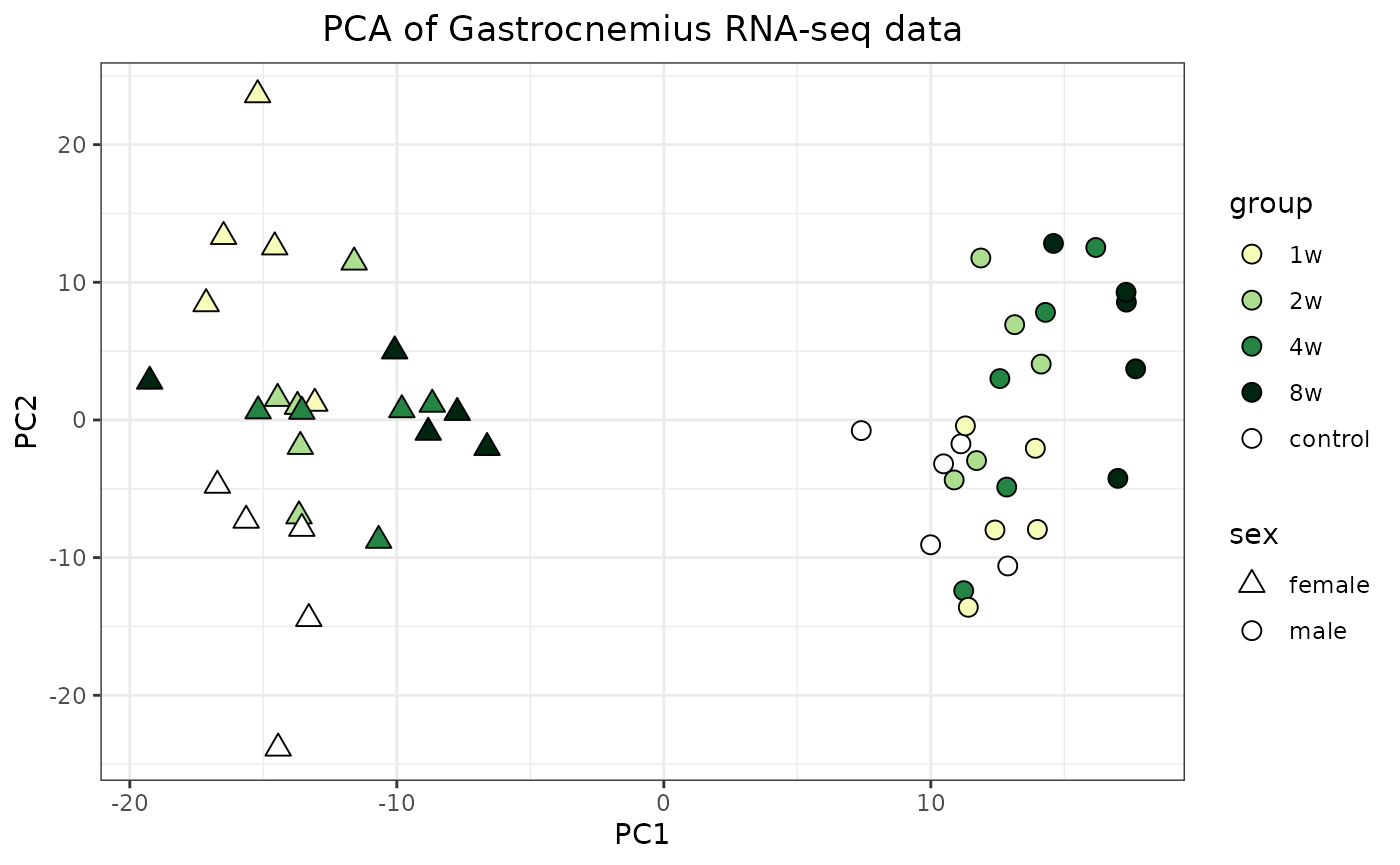 PCA of Gastrocnemius RNA-seq data
20
10
0
-10
-20
PC2
-20
-10
0
10
PC1
group
1w
2w
4w
8w
control
sex
female
male